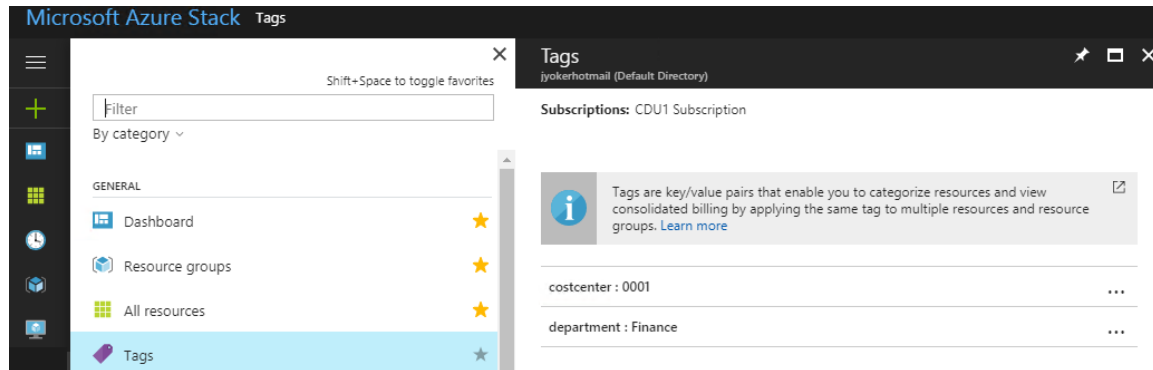 Microsoft Azure Stack Tags
Shift+Space to toggle favorites
Filter
By category
GENERAL
Dashboard
Resource groups
All resources
Tags
Tags
jyokerhotmail (Default Directory)
Subscriptions: CDU1 Subscription
Tags are key/value pairs that enable you to categorize resources and view
consolidated billing by applying the same tag to multiple resources and resource
groups. Learn more
costcenter : 0001
...
department : Finance
...